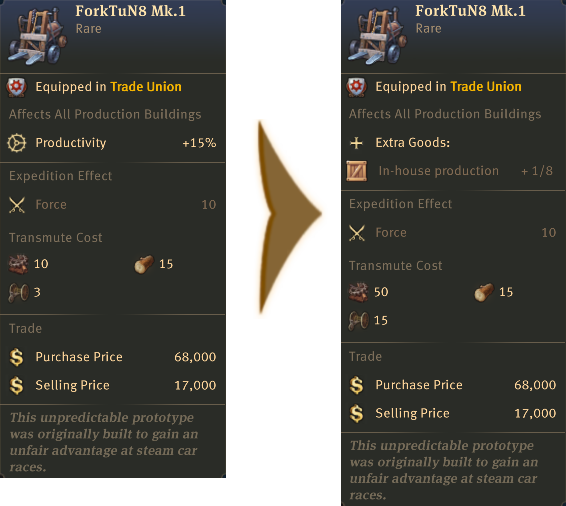 ForkTuN8 Mk.1
Rare
Equipped in Trade Union
Affects All Production Buildings
Productivity +15%
Expedition Effect
Force 10
Transmute Cost
10 15
3
Trade
Purchase Price 68,000
Selling Price 17,000
This unpredictable prototype
was originally built to gain an
unfair advantage at steam car
races.
ForkTuN8 Mk.1
Rare
Equipped in Trade Union
Affects All Production Buildings
Extra Goods:
In-house production + 1/8
Expedition Effect
Force 10
Transmute Cost
50 15
15
Trade
Purchase Price 68,000
Selling Price 17,000
This unpredictable prototype
was originally built to gain an
unfair advantage at steam car
races.